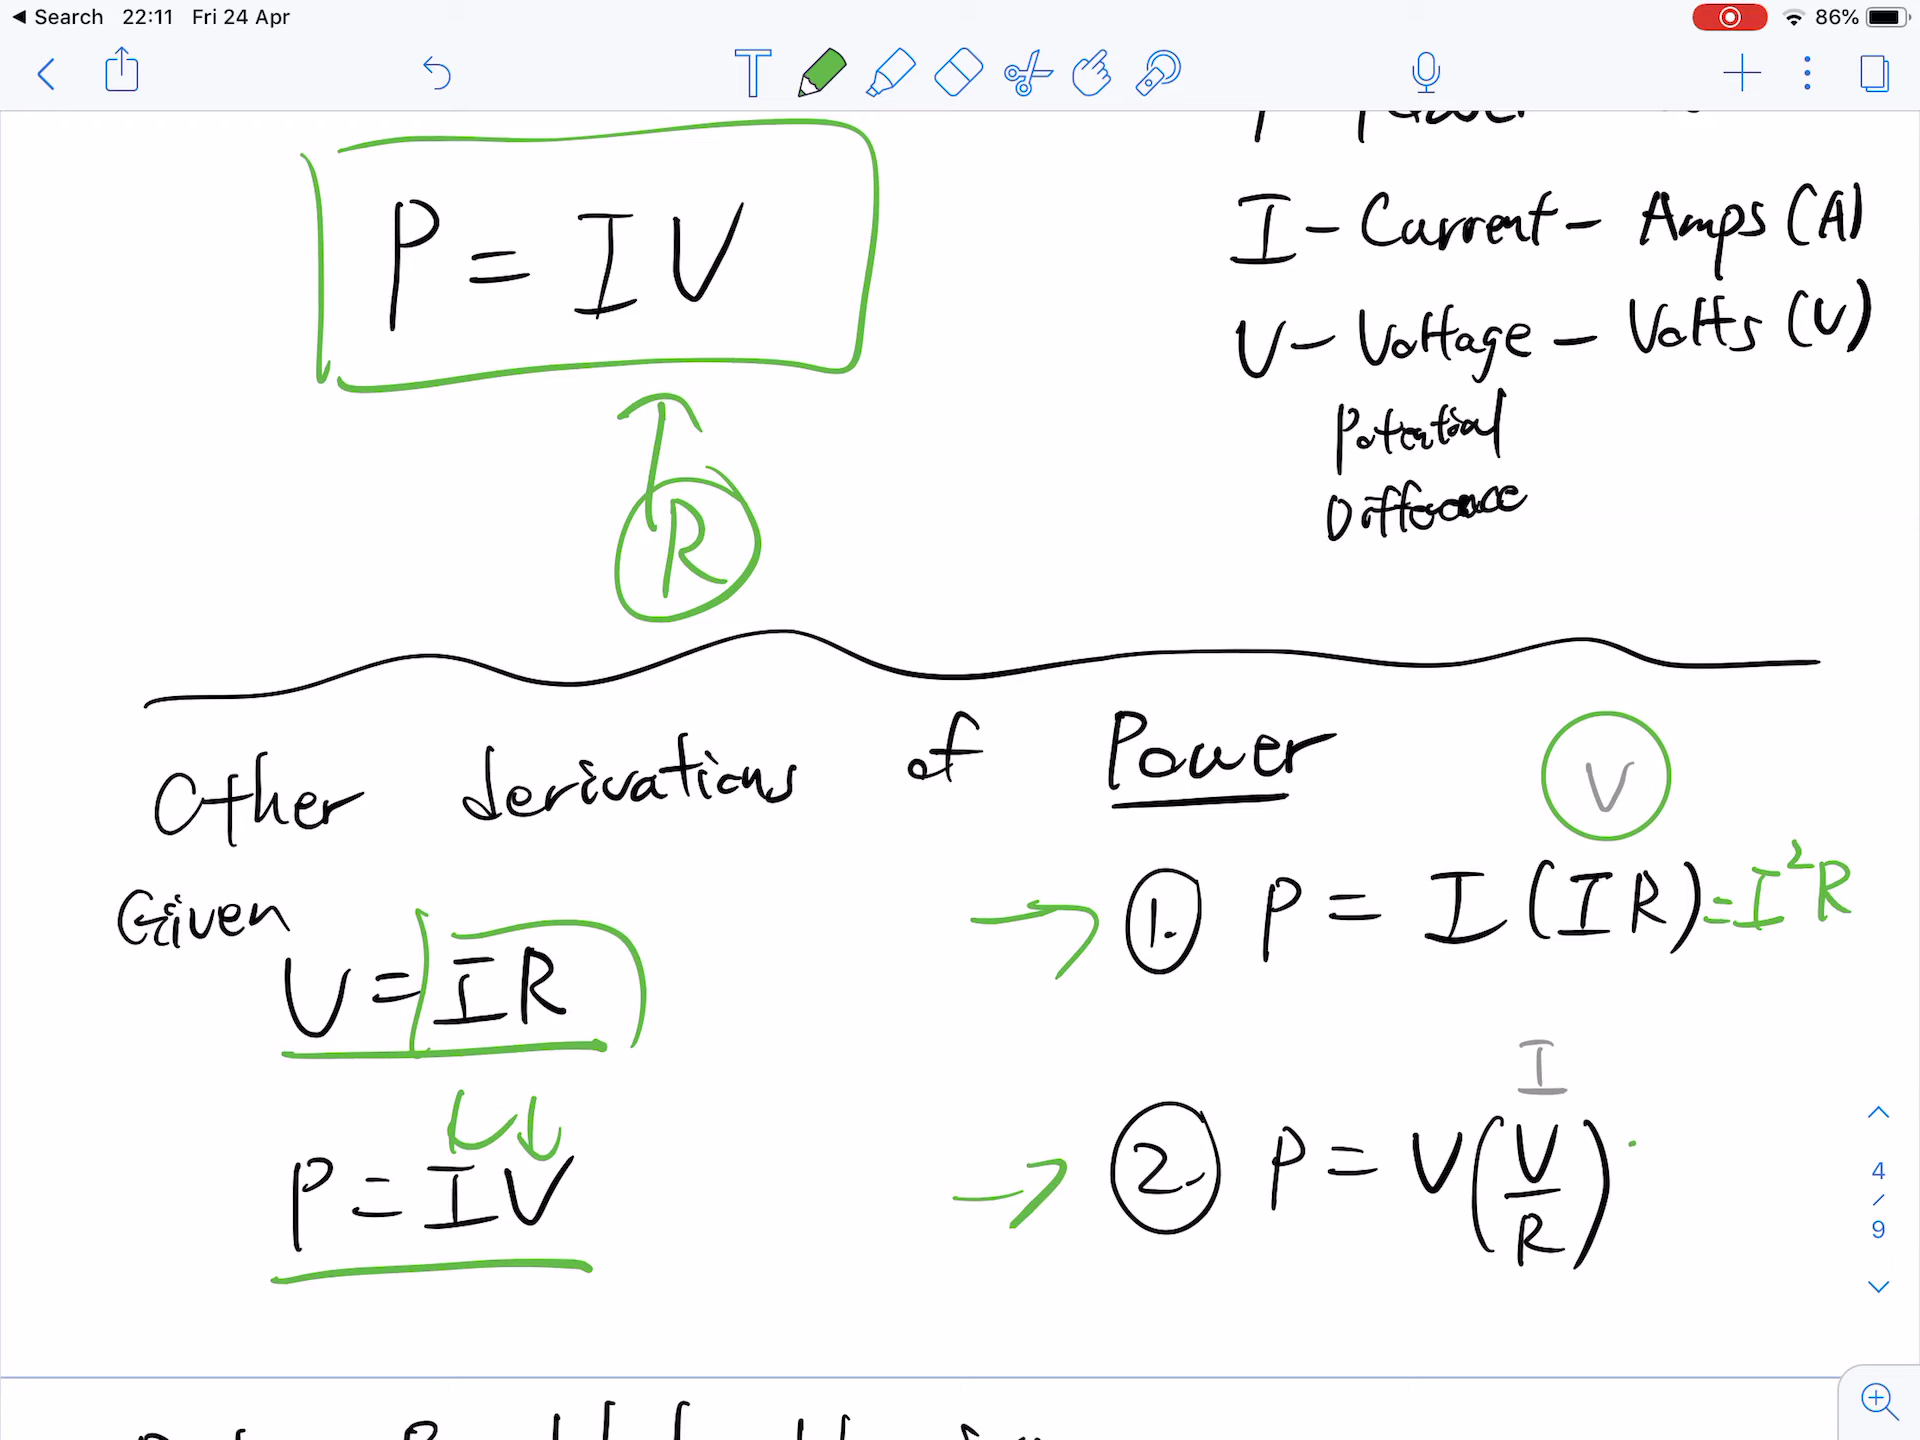 Search 22:11 Fri 24 Apr 86%
T
P = IV
I - Current - Amps (A)
V - Voltage - Volts (V)
Potential
Difference
R
Other derivations of Power
V
Given
① P = I (IR) = I²R
V = IR
I
② P = V(V/R)
P = IV
4
/
9